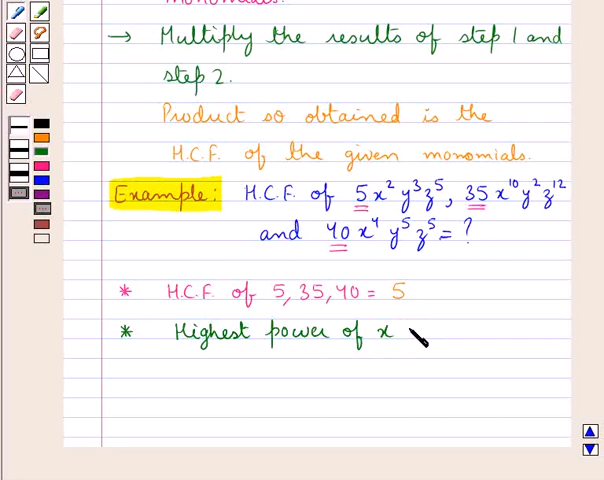 monomials.
→ Multiply the results of step 1 and
step 2.
Product so obtained is the
H.C.F of the given monomials.
Example: H.C.F of 5x²y³z⁵, 35x¹⁰y²z¹²
and 40x⁴y⁵z⁵ = ?
* H.C.F of 5, 35, 40 = 5
* Highest power of x